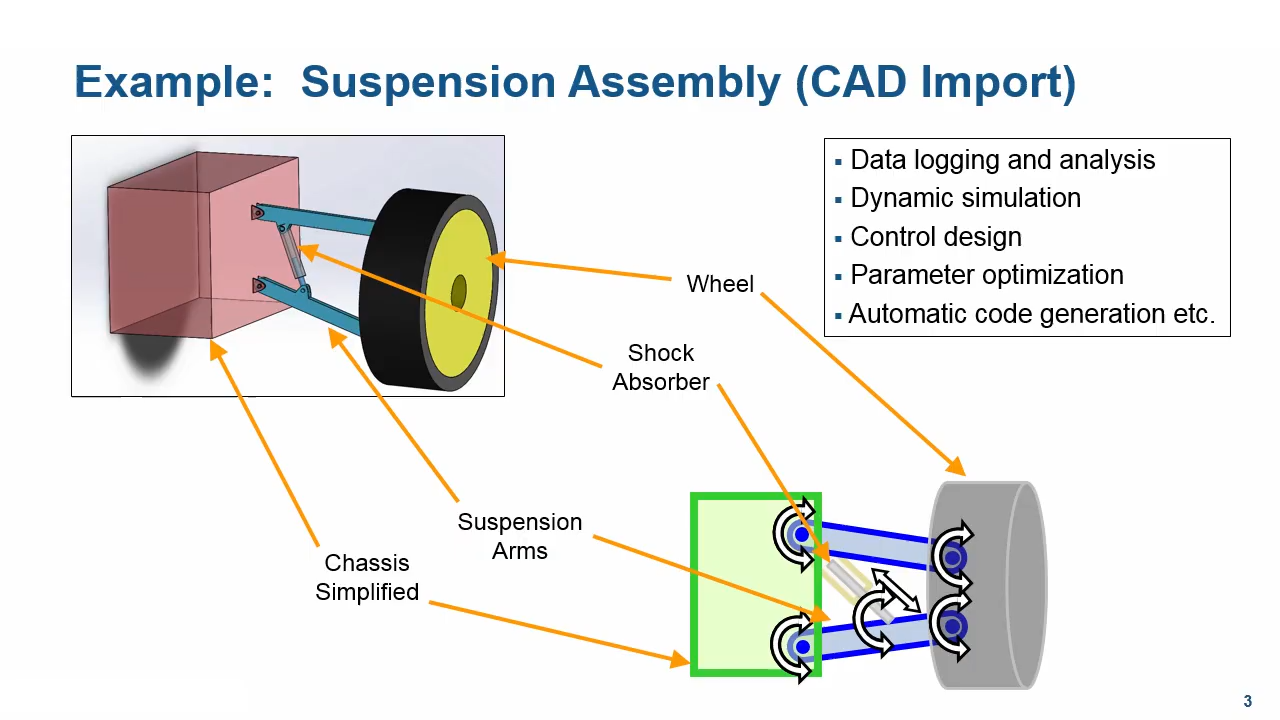 Example: Suspension Assembly (CAD Import)
▪ Data logging and analysis
▪ Dynamic simulation
▪ Control design
▪ Parameter optimization
▪ Automatic code generation etc.
Wheel
Shock
Absorber
Suspension
Arms
Chassis
Simplified
3